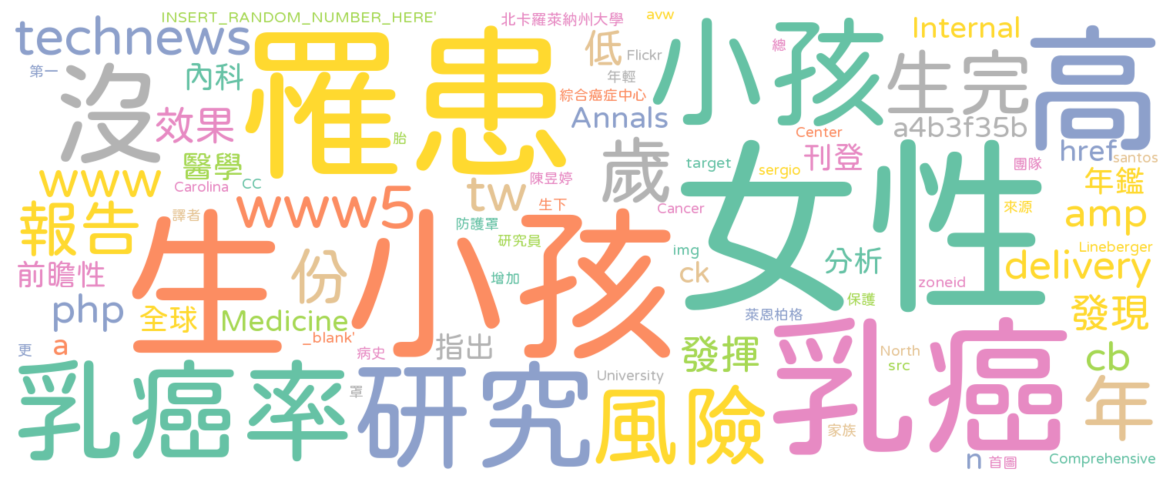 INSERT_RANDOM_NUMBER_HERE'
北卡羅萊納州大學
avw
technews
罹患
低
Flickr
小孩
總
Internal
高
第一
沒
內科
年輕
生完
綜合癌症中心
效果
胎
Annals
a4b3f35b
醫學
歲
Center
刊登
href
santos
www
Carolina
cc
tw
陳昱婷
target
sergio
團隊
年鑑
譯者
www5
生下
Cancer
女性
來源
amp
報告
生小孩
防護罩
研究員
img
分析
Lineberger
前瞻性
份
增加
ck
zoneid
delivery
php
全球
Medicine
保護
發現
萊恩柏格
更
a
_blank'
病史
指出
發揮
乳癌
North
src
cb
乳癌率
罩
研究
University
風險
家族
年
n
首圖
Comprehensive